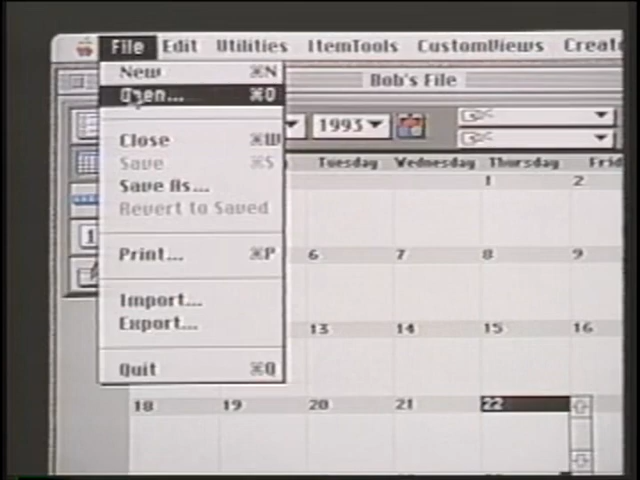 File Edit Utilities ItemTools CustomViews Creat
New ⌘N
Bob's File
Open... ⌘O
1993
Close ⌘W
Save ⌘S
Tuesday Wednesday Thursday Frid
Save As...
1 2
Revert to Saved
1
Print... ⌘P
6 7 8 9
Import...
Export...
13 14 15 16
Quit ⌘Q
18 19 20 21 22